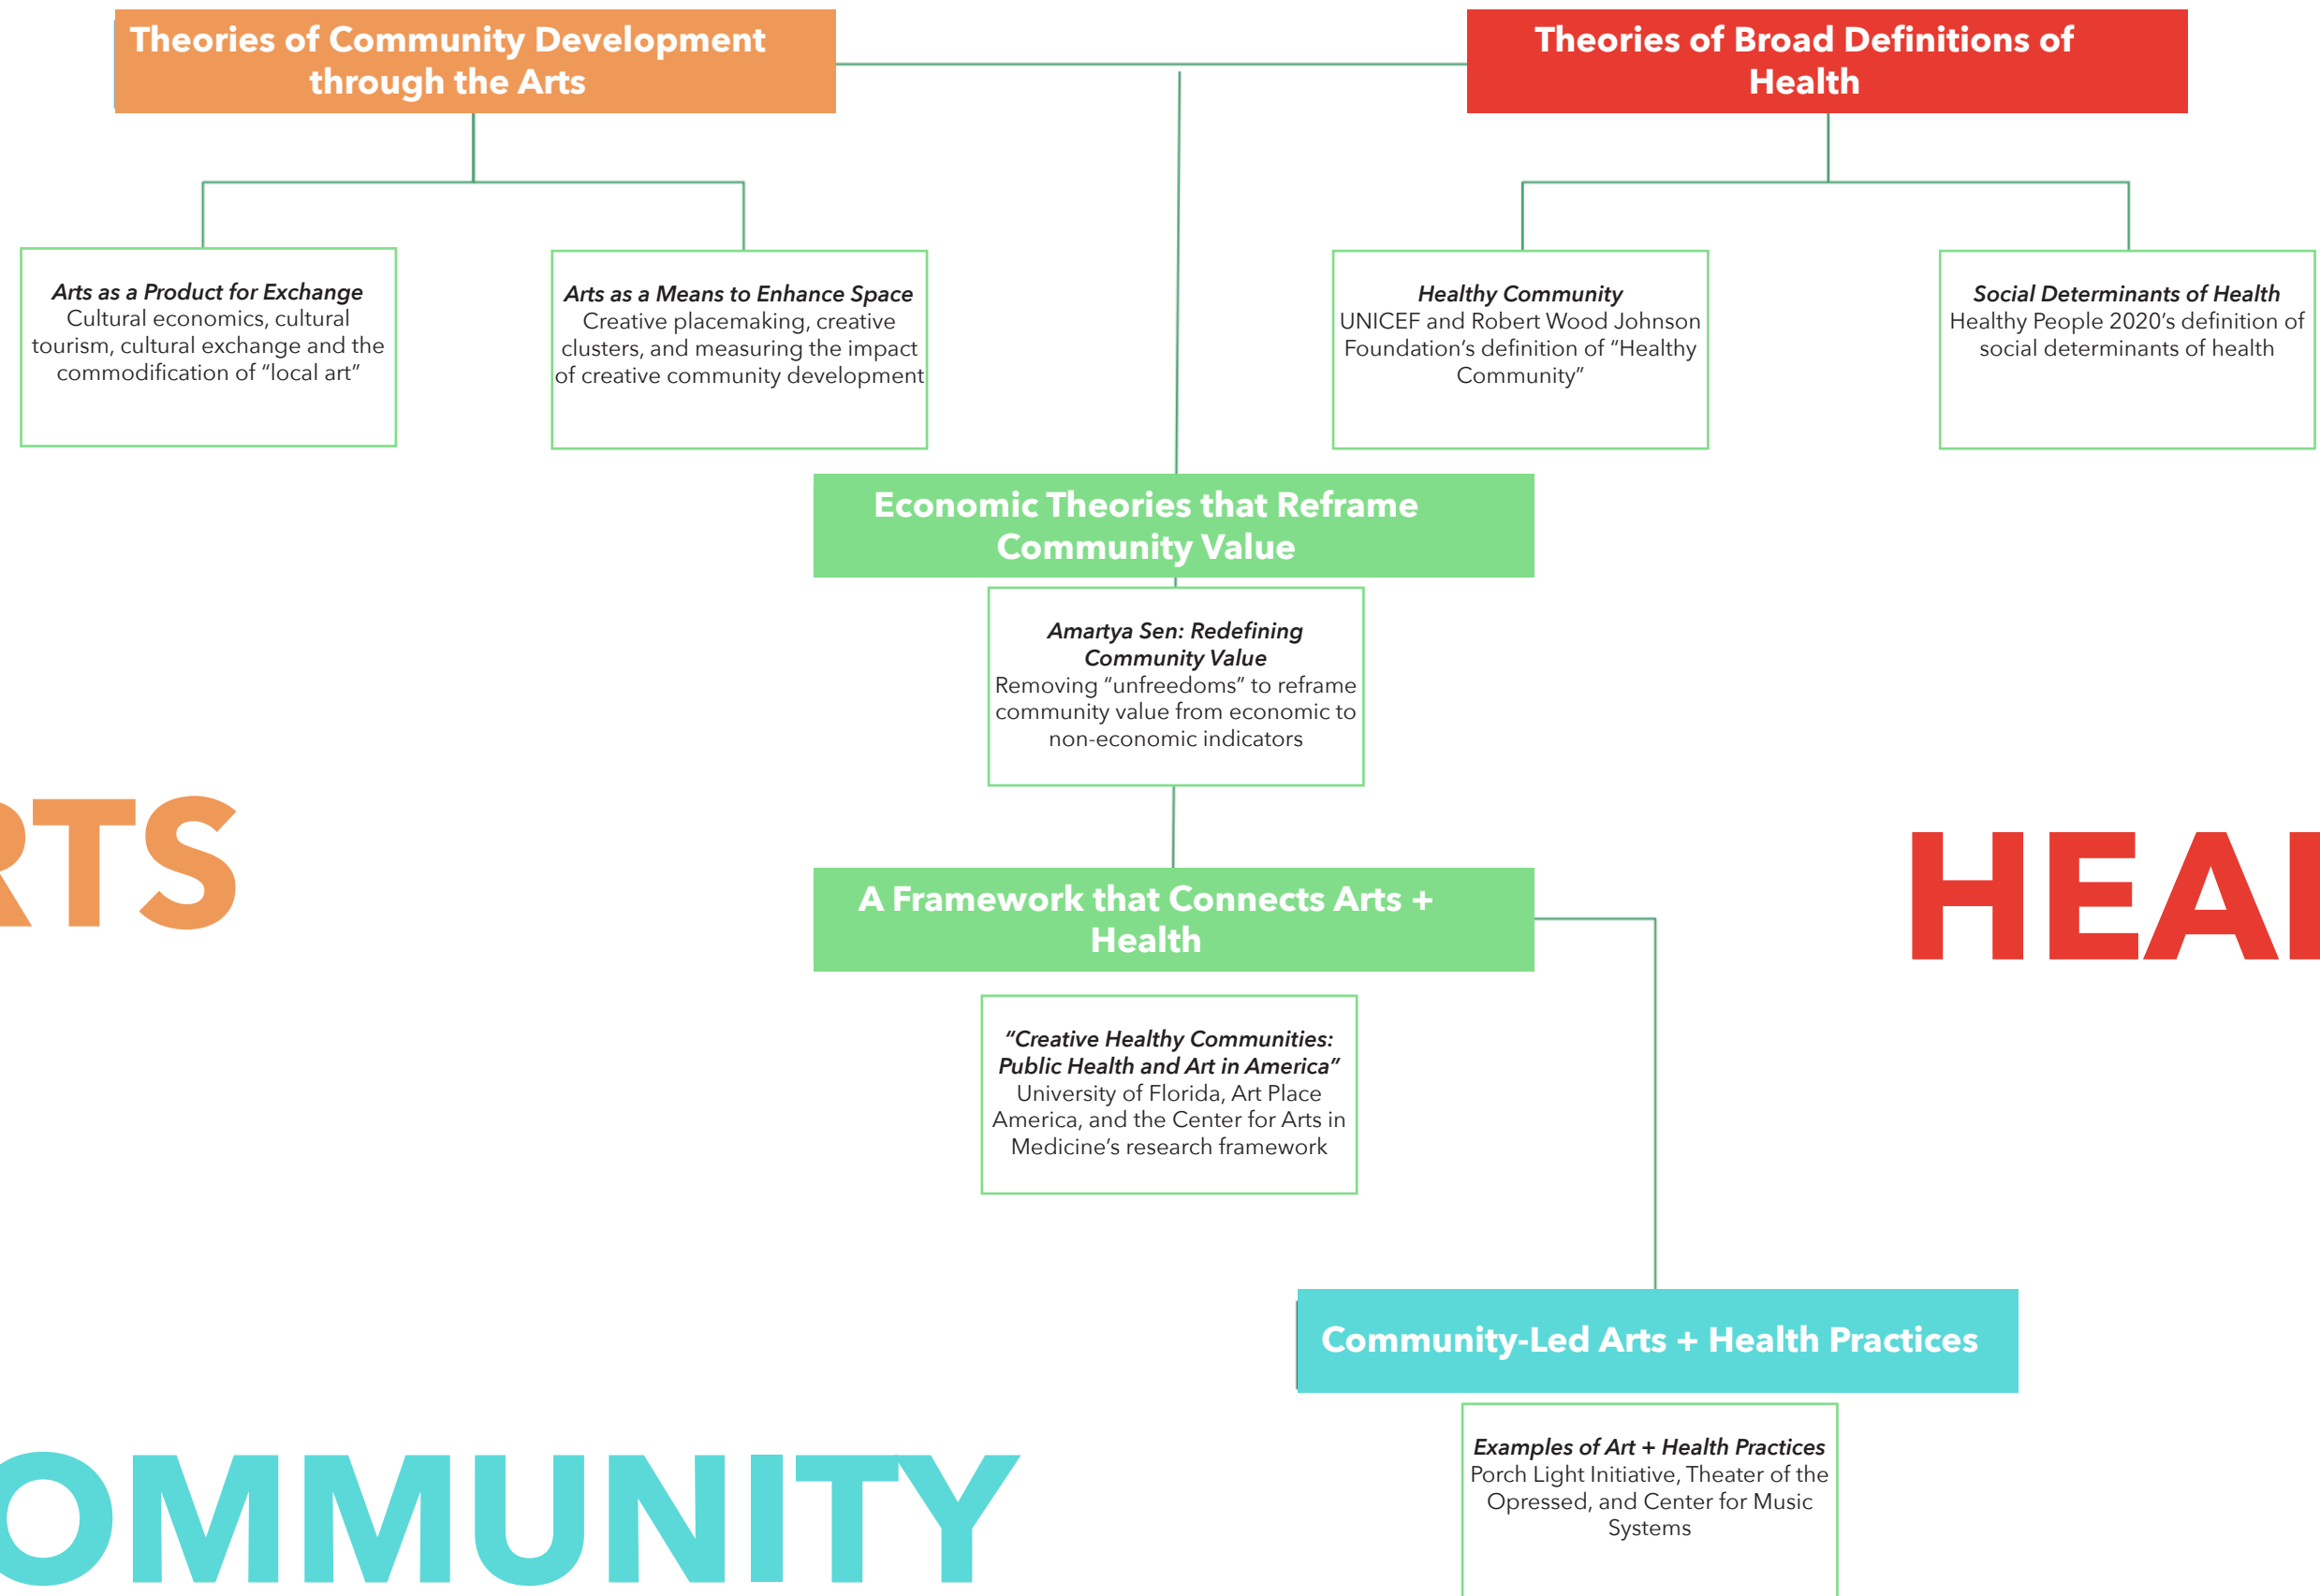 Theories of Community Development
through the Arts
Theories of Broad Definitions of
Health
Arts as a Product for Exchange
Cultural economics, cultural
tourism, cultural exchange and the
commodification of “local art”
Arts as a Means to Enhance Space
Creative placemaking, creative
clusters, and measuring the impact
of creative community development
Healthy Community
UNICEF and Robert Wood Johnson
Foundation’s definition of “Healthy
Community”
Social Determinants of Health
Healthy People 2020’s definition of
social determinants of health
Economic Theories that Reframe
Community Value
Amartya Sen: Redefining
Community Value
Removing “unfreedoms” to reframe
community value from economic to
non-economic indicators
RTS
HEAL
A Framework that Connects Arts +
Health
“Creative Healthy Communities:
Public Health and Art in America”
University of Florida, Art Place
America, and the Center for Arts in
Medicine’s research framework
Community-Led Arts + Health Practices
Examples of Art + Health Practices
Porch Light Initiative, Theater of the
Opressed, and Center for Music
Systems
OMMUNITY